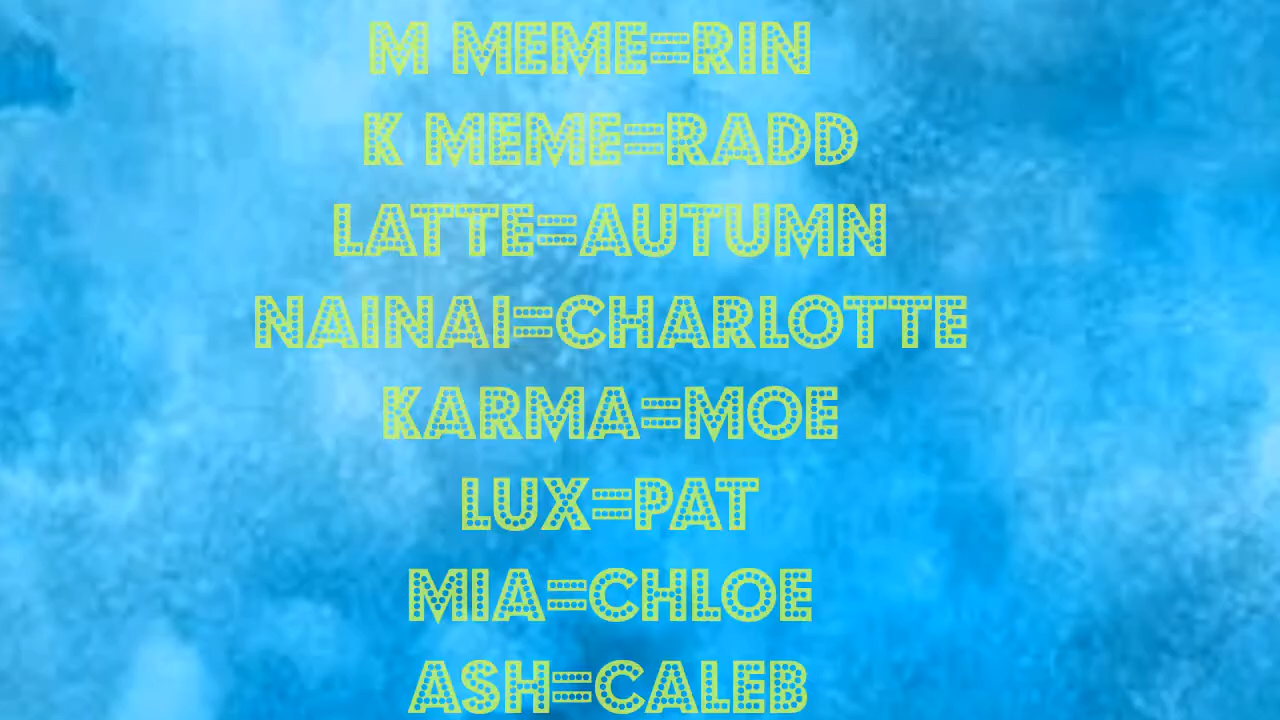 M MEME=RIN
K MEME=RADD
LATTE=AUTUMN
NAINAI=CHARLOTTE
KARMA=MOE
LUX=PAT
MIA=CHLOE
ASH=CALEB